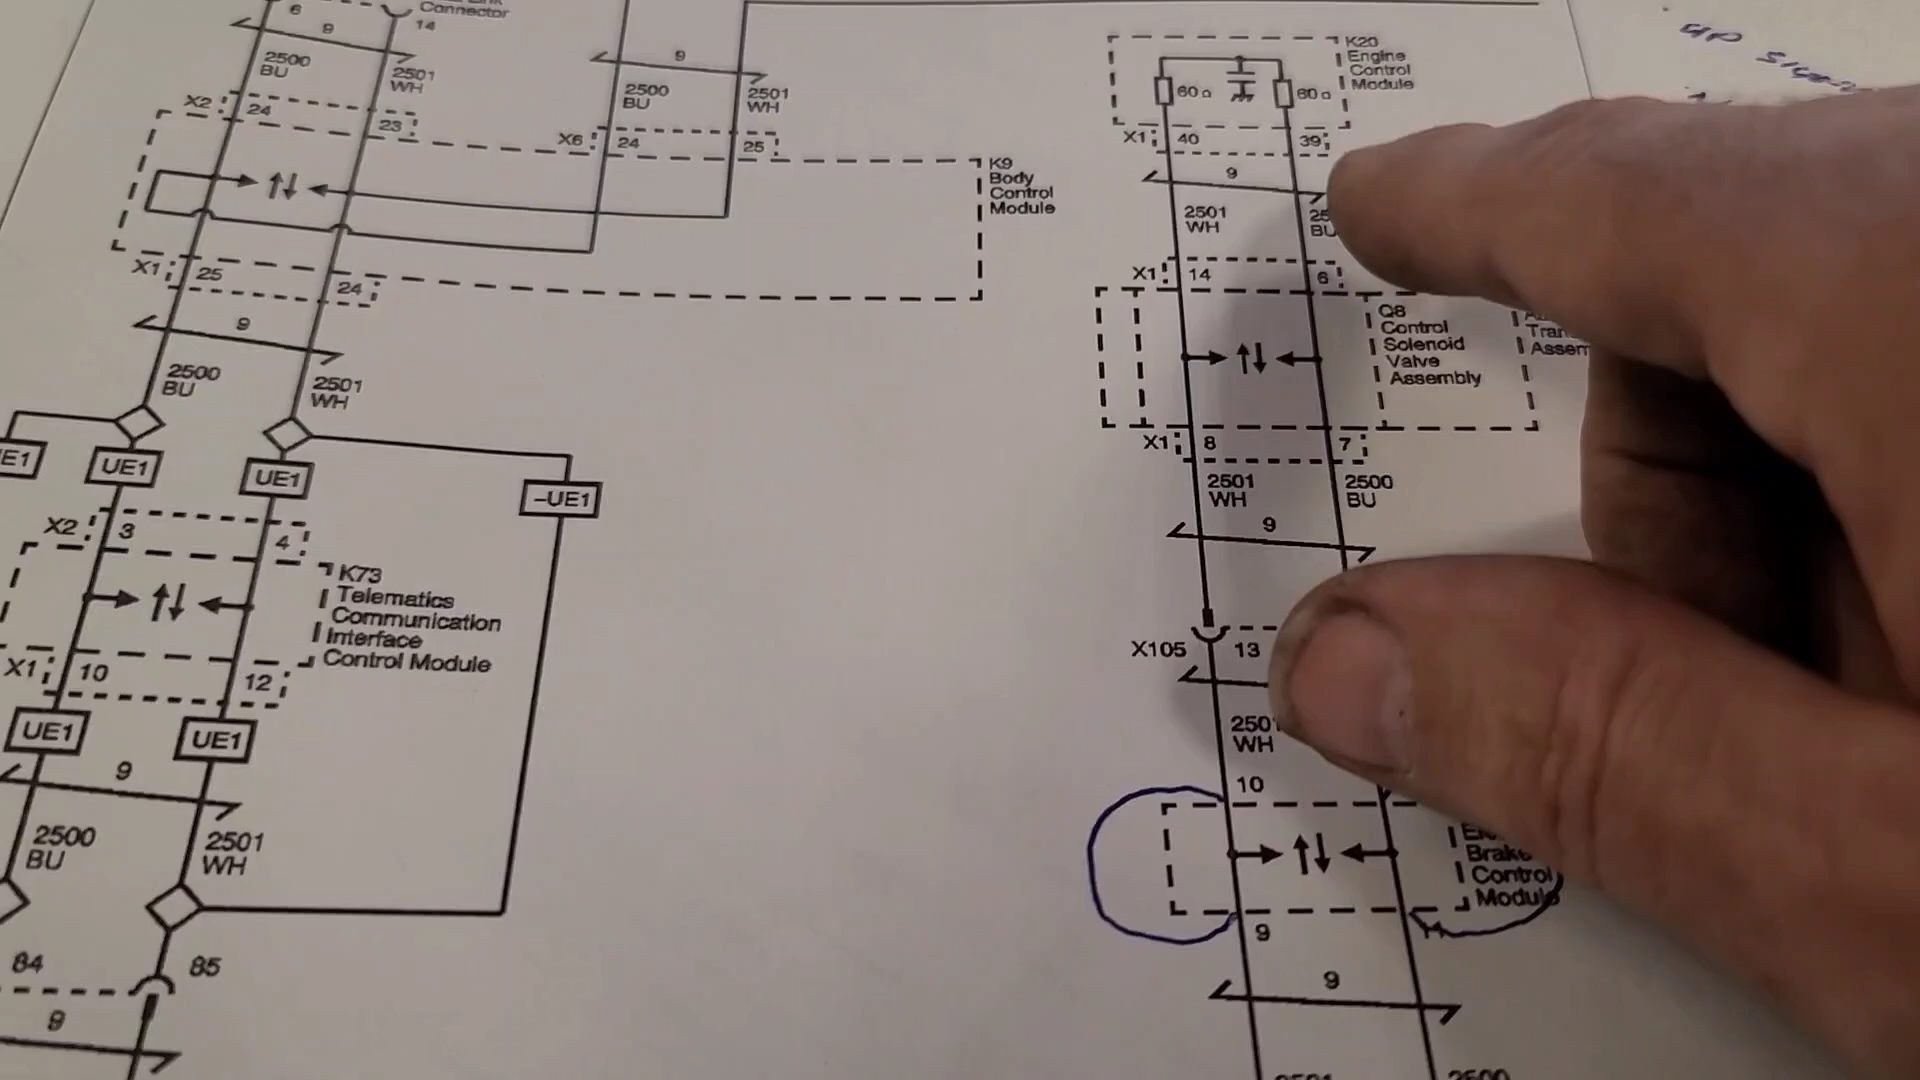 6
Connector
14
9
2500
BU
2501
WH
X2
24
23
9
2500
BU
2501
WH
X6
24
25
K9
Body
Control
Module
X1
25
24
9
2500
BU
2501
WH
UE1
UE1
-UE1
X2
3
4
K73
Telematics
Communication
Interface
Control Module
X1
10
12
UE1
UE1
9
2500
BU
2501
WH
84
85
9
K20
Engine
Control
Module
60 Ω
60 Ω
X1
40
39
9
2501
WH
BU
X1
14
6
Q8
Control
Solenoid
Valve
Assembly
X1
8
7
2501
WH
2500
BU
9
X105
13
WH
10
Brake
Control
Module
9
9
2500
up